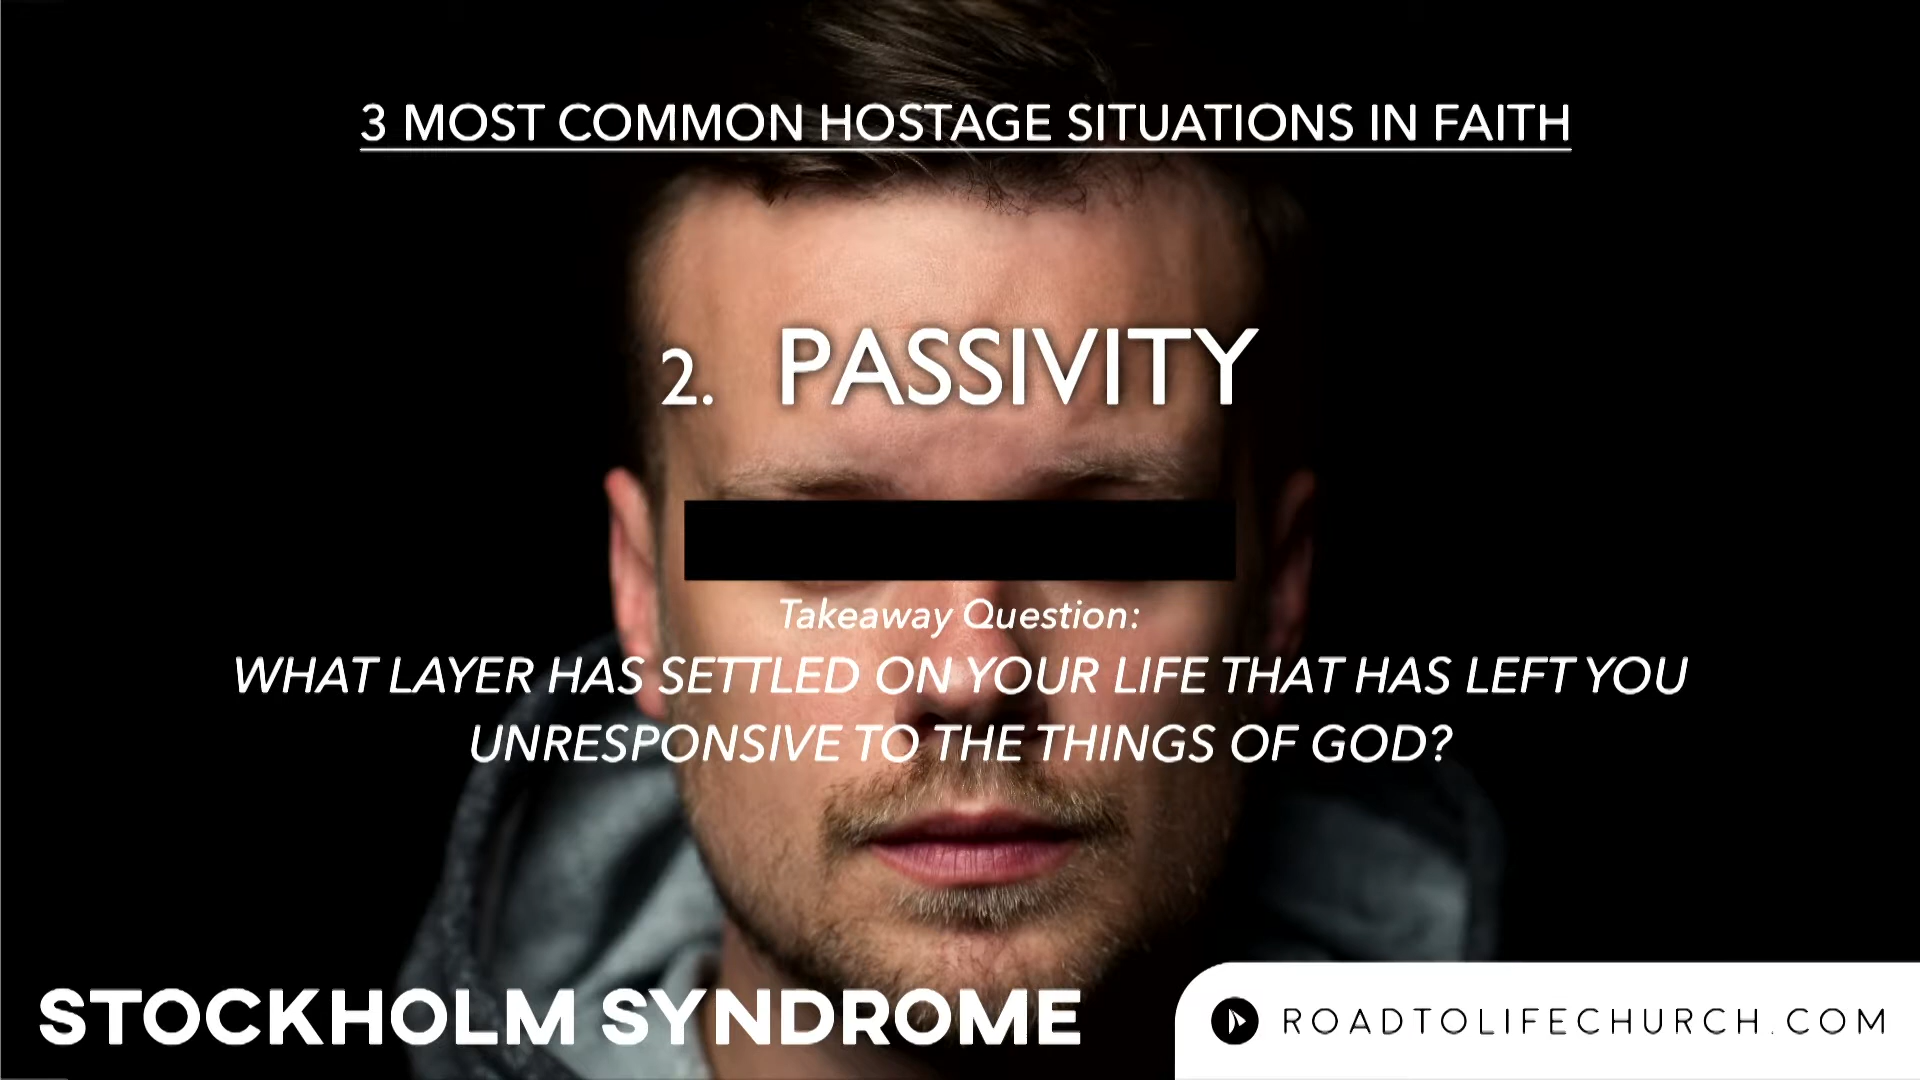 3 MOST COMMON HOSTAGE SITUATIONS IN FAITH
2. PASSIVITY
Takeaway Question:
WHAT LAYER HAS SETTLED ON YOUR LIFE THAT HAS LEFT YOU
UNRESPONSIVE TO THE THINGS OF GOD?
STOCKHOLM SYNDROME
ROADTOLIFECHURCH.COM